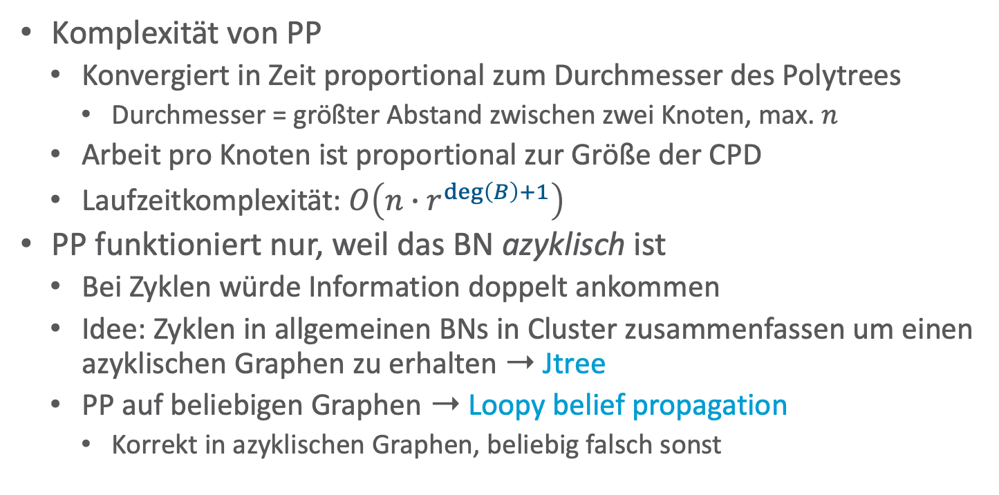 • Komplexität von PP
• Konvergiert in Zeit proportional zum Durchmesser des Polytrees
• Durchmesser = größter Abstand zwischen zwei Knoten, max. n
• Arbeit pro Knoten ist proportional zur Größe der CPD
• Laufzeitkomplexität: O(n · r^{deg(B)+1})
• PP funktioniert nur, weil das BN azyklisch ist
• Bei Zyklen würde Information doppelt ankommen
• Idee: Zyklen in allgemeinen BNs in Cluster zusammenfassen um einen
azyklischen Graphen zu erhalten → Jtree
• PP auf beliebigen Graphen → Loopy belief propagation
• Korrekt in azyklischen Graphen, beliebig falsch sonst